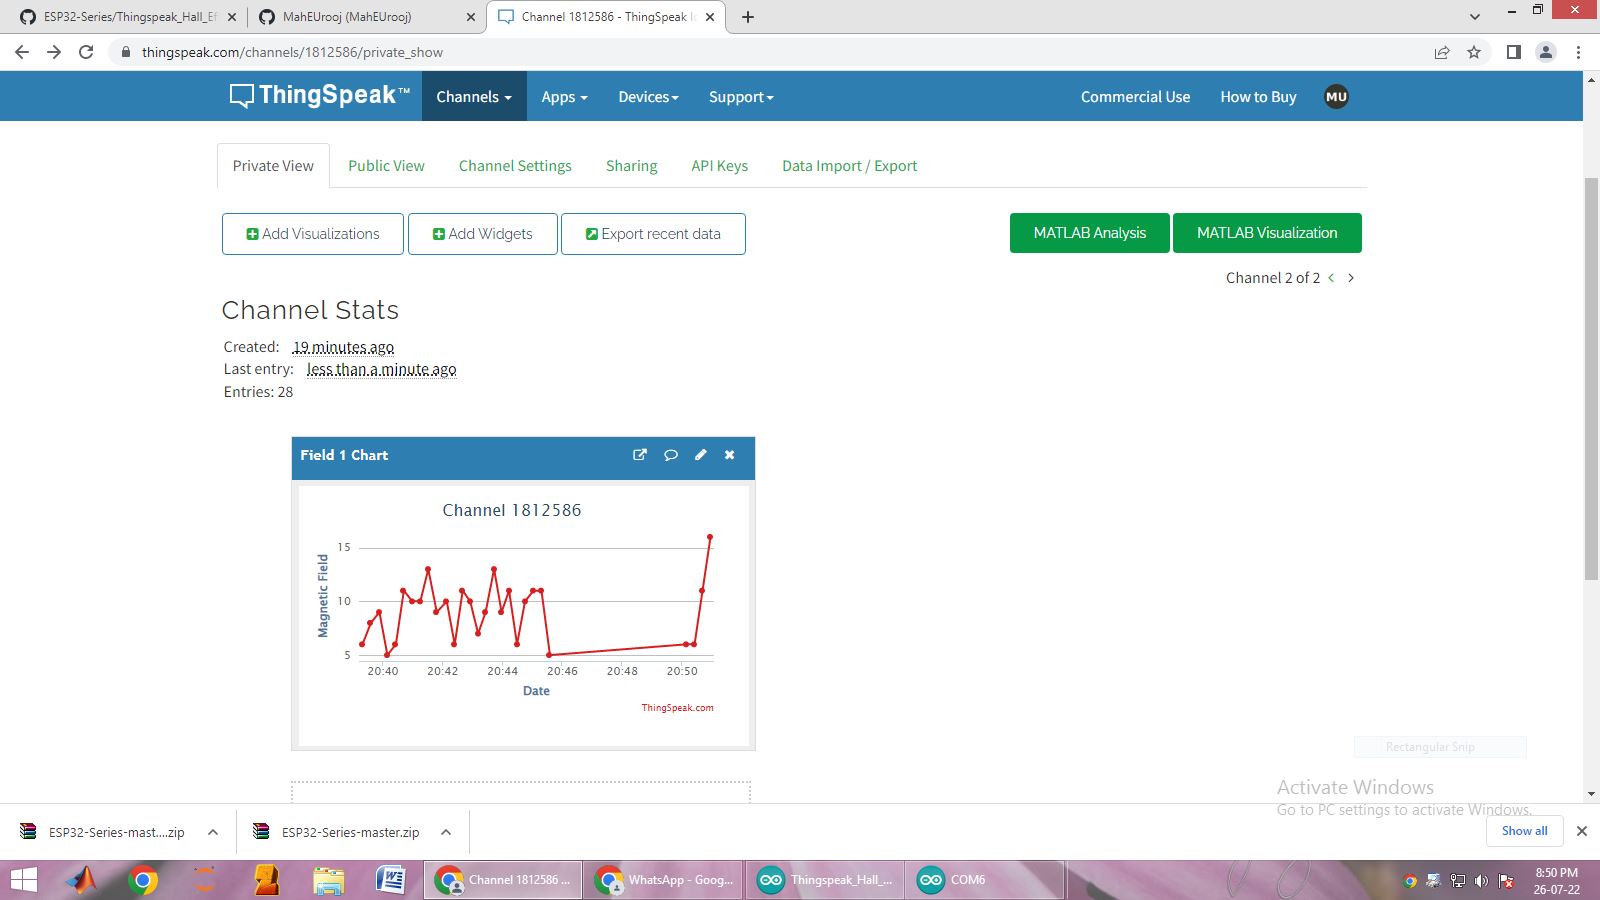 ESP32-Series/Thingspeak_Hall_Ef
MahEUrooj (MahEUrooj)
Channel 1812586 - ThingSpeak Io
thingspeak.com/channels/1812586/private_show
ThingSpeak™ Channels Apps Devices Support Commercial Use How to Buy MU
Private View Public View Channel Settings Sharing API Keys Data Import / Export
Add Visualizations Add Widgets Export recent data MATLAB Analysis MATLAB Visualization
Channel 2 of 2 < >
Channel Stats
Created: 19 minutes ago
Last entry: less than a minute ago
Entries: 28
Field 1 Chart
Channel 1812586
Magnetic Field
15
10
5
20:40 20:42 20:44 20:46 20:48 20:50
Date
ThingSpeak.com
Rectangular Snip
Activate Windows
Go to PC settings to activate Windows.
ESP32-Series-mast....zip
ESP32-Series-master.zip
Show all
Channel 1812586 ...
WhatsApp - Goog...
Thingspeak_Hall_...
COM6
8:50 PM
26-07-22